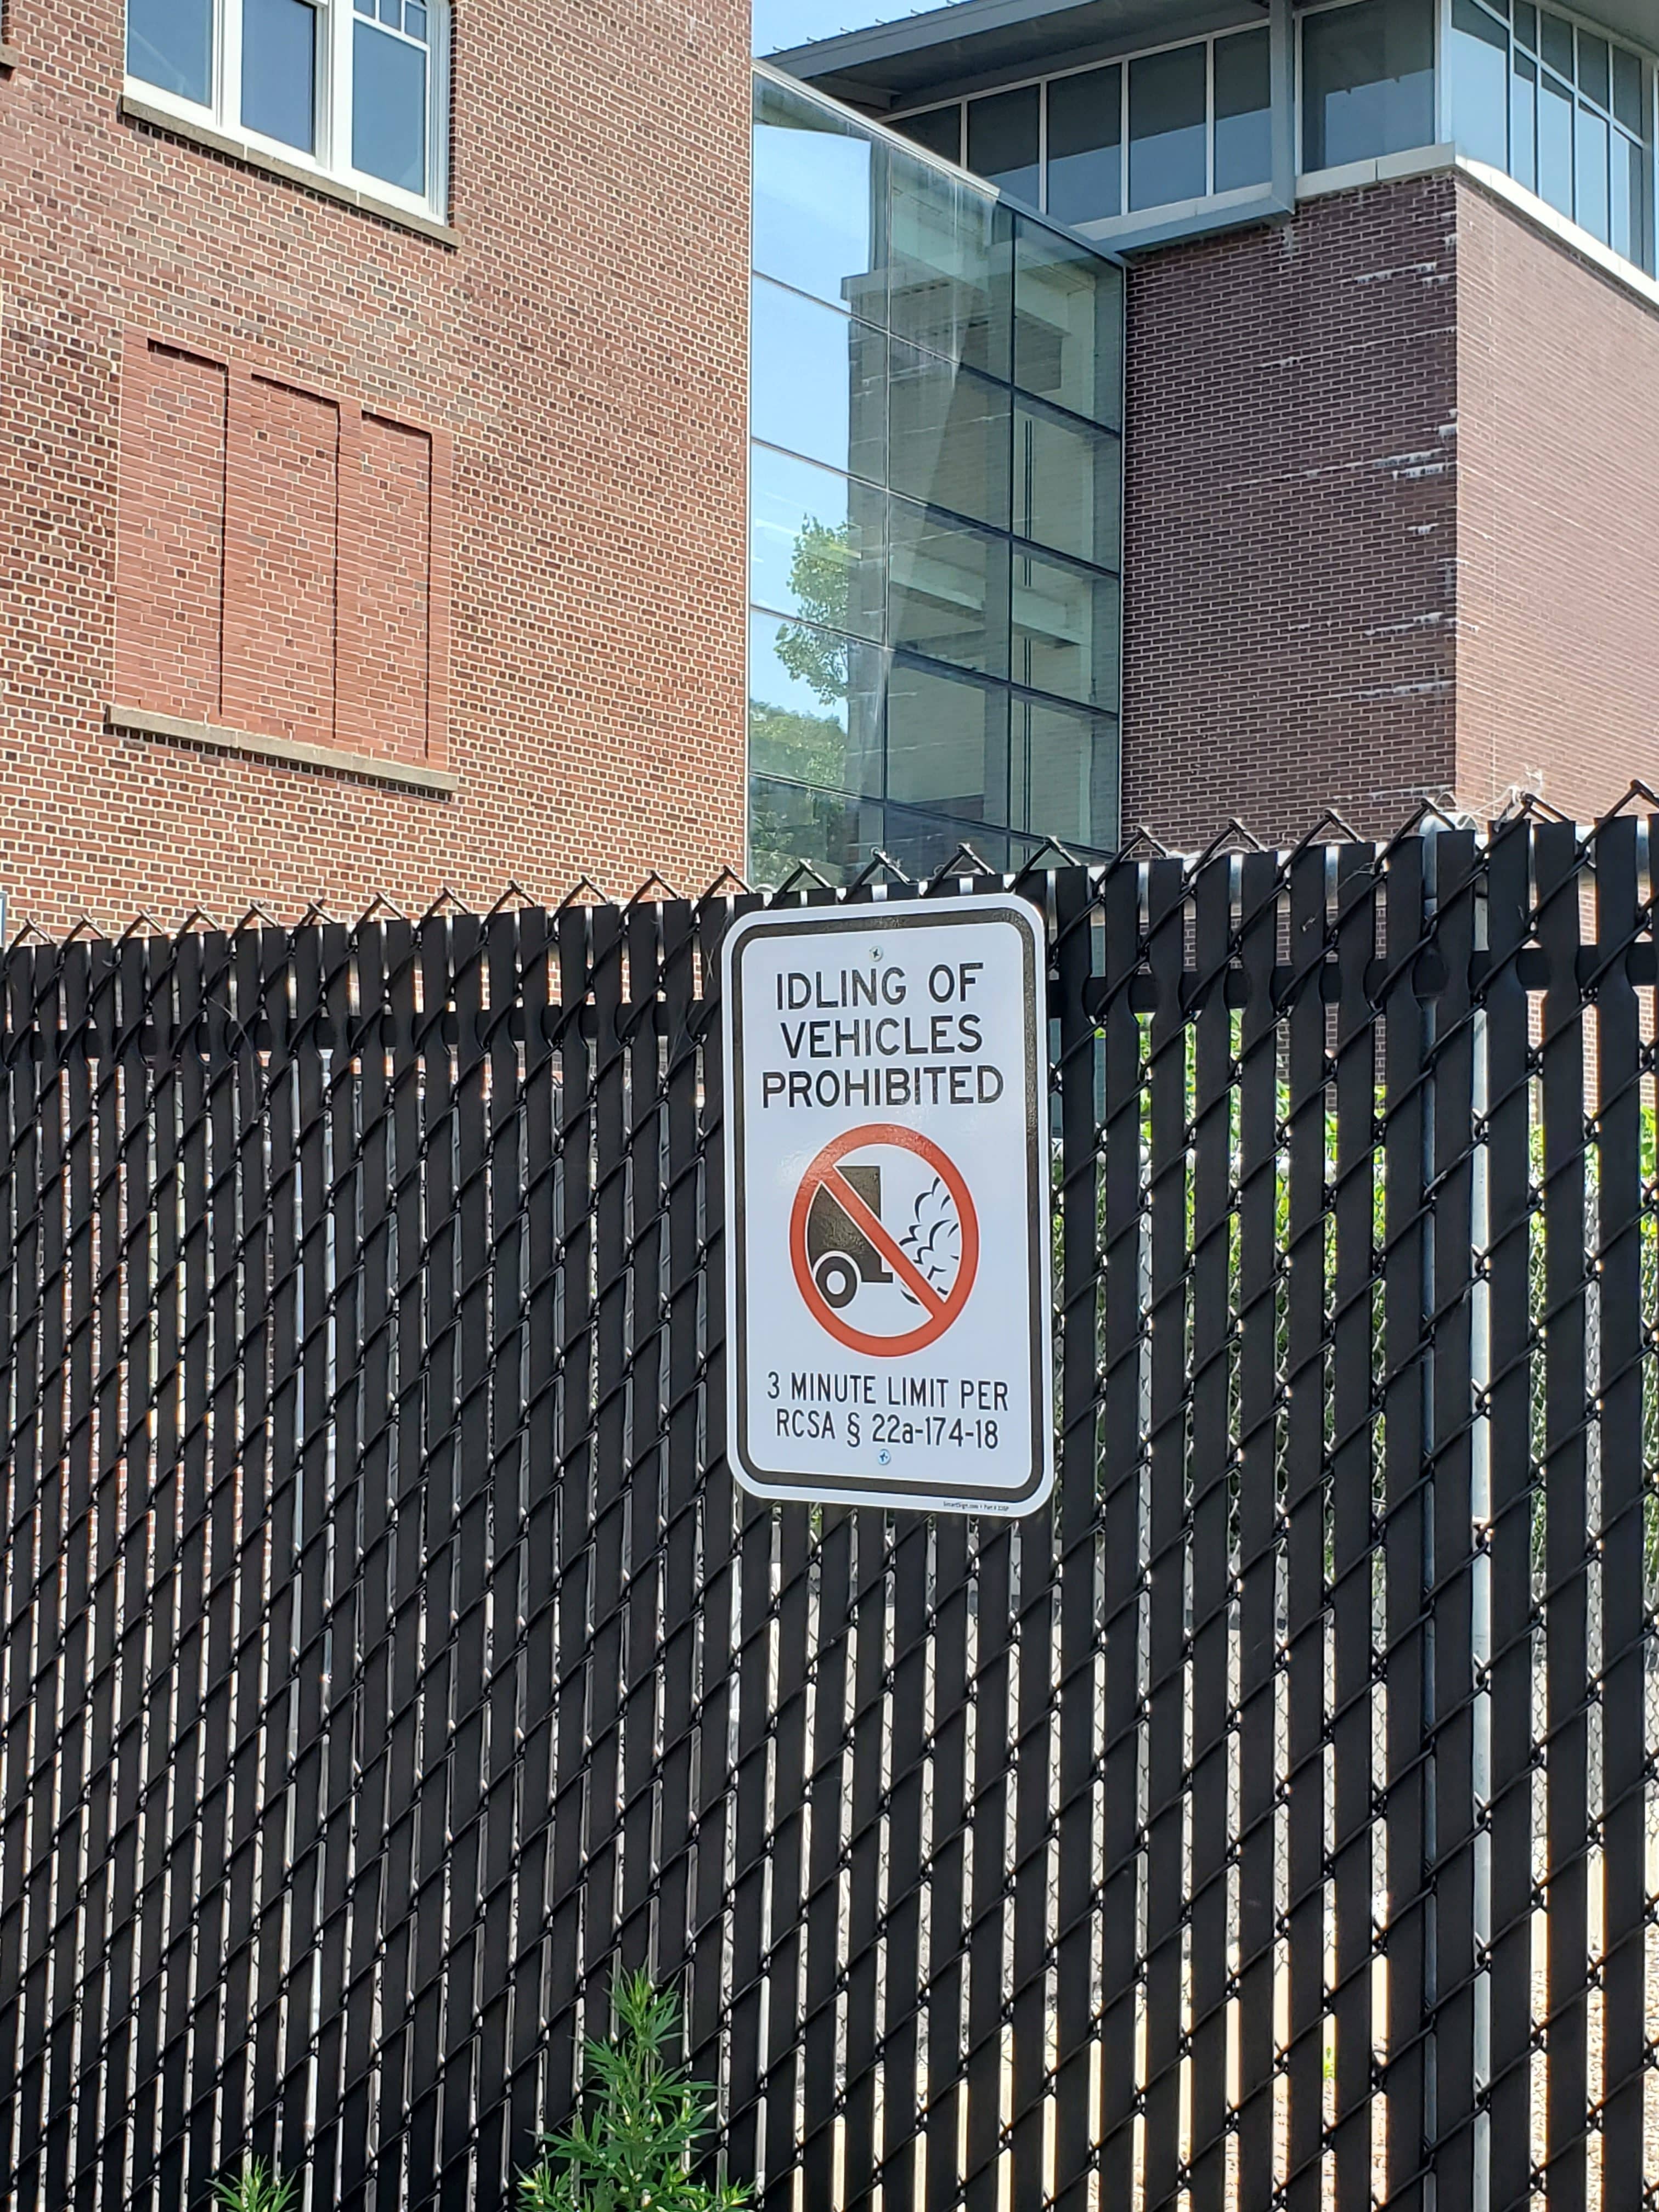 IDLING OF
VEHICLES
PROHIBITED
3 MINUTE LIMIT PER
RCSA § 22a-174-18